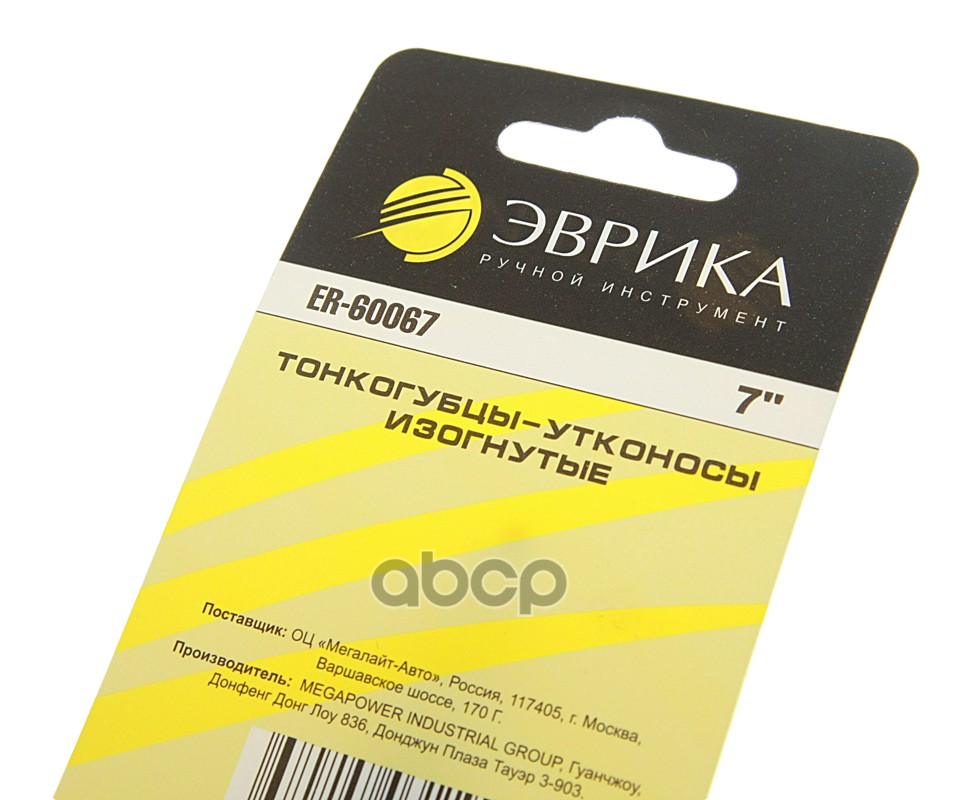 ЭВРИКА
РУЧНОЙ ИНСТРУМЕНТ
ER-60067
7"
ТОНКОГУБЦЫ-УТКОНОСЫ
ИЗОГНУТЫЕ
abcp
Поставщик: ОЦ «Мегалайт-Авто», Россия, 117405, г. Москва,
Варшавское шоссе, 170 Г.
Производитель: MEGAPOWER INDUSTRIAL GROUP, Гуанчжоу,
Донфенг Донг Лоу 836, Донджун Плаза Тауэр 3-903.